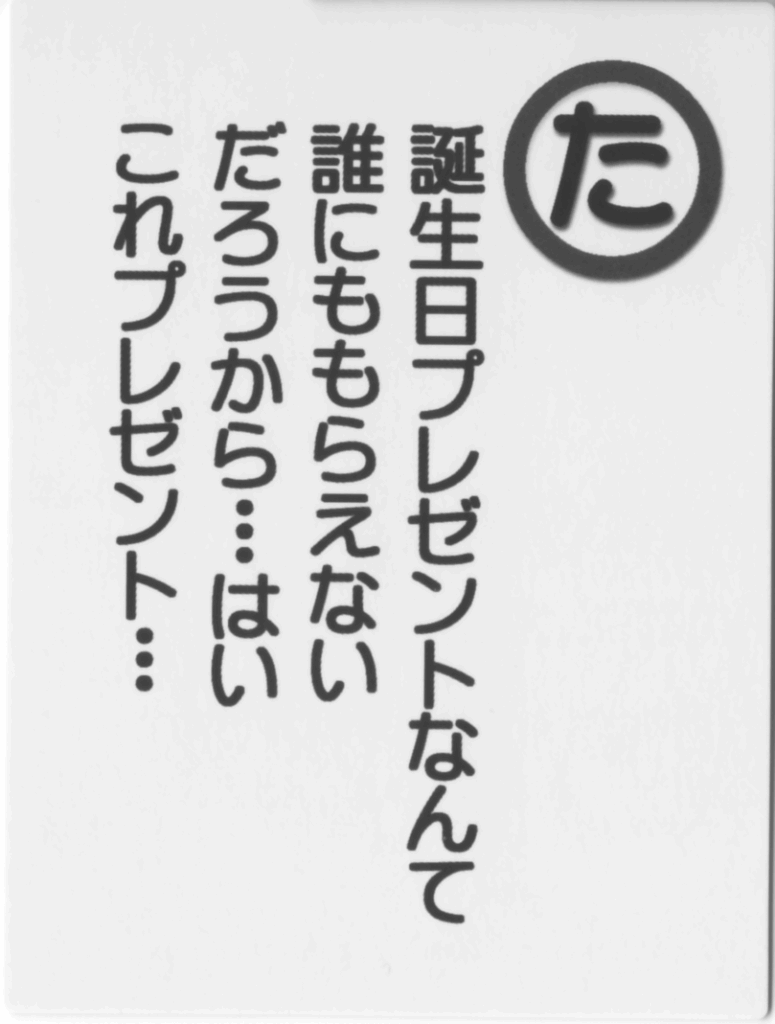 た
誕生日プレゼントなんて
誰にももらえない
だろうから…はい
これプレゼント…